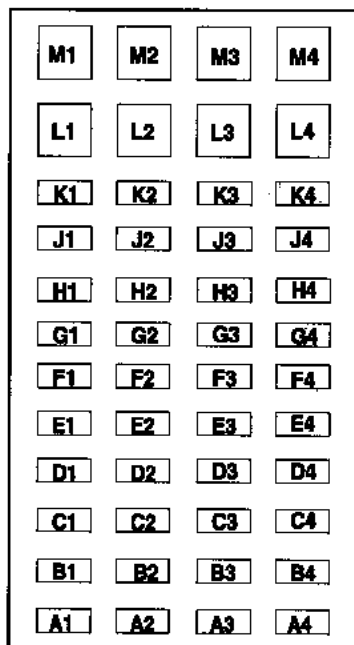 M1 M2 M3 M4
L1 L2 L3 L4
K1 K2 K3 K4
J1 J2 J3 J4
H1 H2 H3 H4
G1 G2 G3 G4
F1 F2 F3 F4
E1 E2 E3 E4
D1 D2 D3 D4
C1 C2 C3 C4
B1 B2 B3 B4
A1 A2 A3 A4